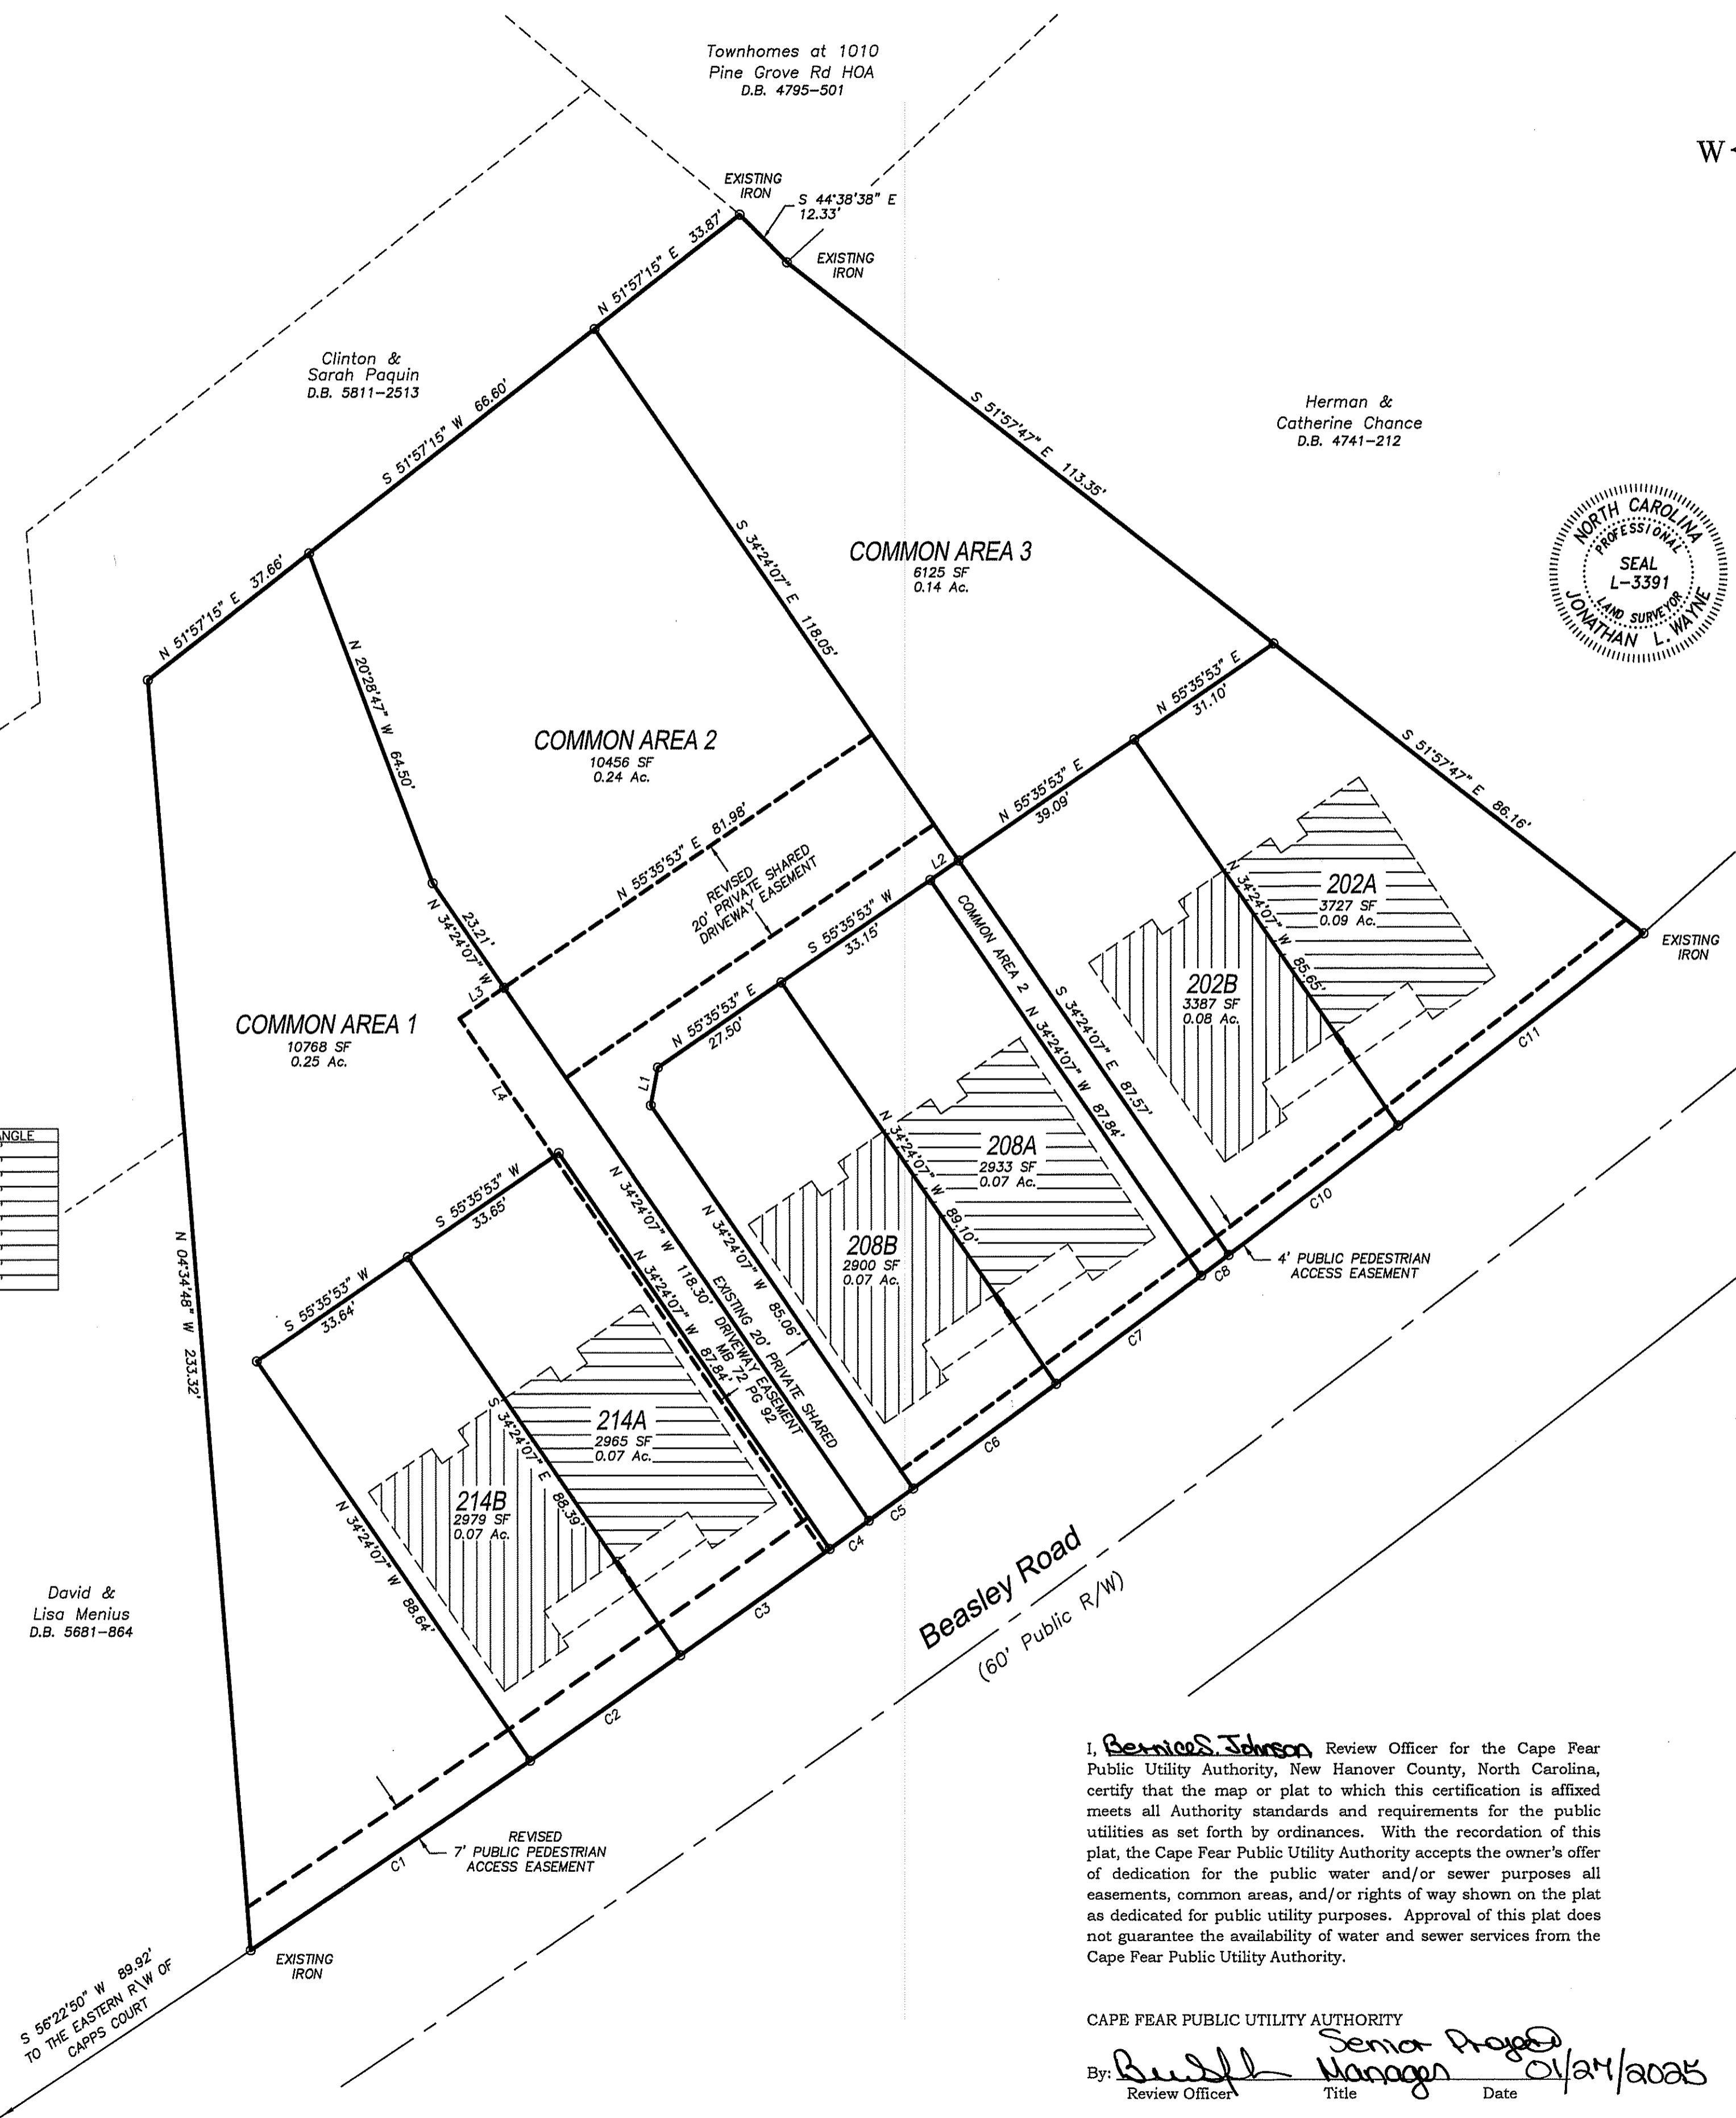 Townhomes at 1010
Pine Grove Rd HOA
D.B. 4795-501
W
EXISTING
IRON
S 44°38'38" E
12.33'
EXISTING
IRON
N 51°57'15" E 33.87'
Clinton &
Sarah Paquin
D.B. 5811-2513
S 51°57'15" W 66.60'
S 51°57'47" E 113.35'
Herman &
Catherine Chance
D.B. 4741-212
NORTH CAROLINA
PROFESSIONAL
SEAL
L-3391
LAND SURVEYOR
JONATHAN L. WAYNE
N 51°57'15" E 37.66'
S 34°24'07" E 118.05'
COMMON AREA 3
6125 SF
0.14 Ac.
N 20°28'47" W 64.50'
COMMON AREA 2
10456 SF
0.24 Ac.
N 55°35'53" E
31.10'
N 55°35'53" E
39.09'
S 51°57'47" E 86.16'
N 55°35'53" E 81.98'
REVISED
20' PRIVATE SHARED
DRIVEWAY EASEMENT
L2
S 55°35'53" W
33.15'
23.21'
N 34°24'07" W
L3
COMMON AREA 1
10768 SF
0.25 Ac.
L4
N 55°35'53" E
27.50'
L1
COMMON AREA 2 N 34°24'07" W 87.84'
S 34°24'07" E 87.57'
202A
3727 SF
0.09 Ac.
N 34°24'07" W 85.65'
202B
3387 SF
0.08 Ac.
EXISTING
IRON
C11
C10
4' PUBLIC PEDESTRIAN
ACCESS EASEMENT
C8
ANGLE
208A
2933 SF
0.07 Ac.
N 34°24'07" W 89.10'
208B
2900 SF
0.07 Ac.
N 34°24'07" W 85.06'
C7
C6
C5
C4
N 34°24'07" W 118.30'
EXISTING 20' PRIVATE SHARED
DRIVEWAY EASEMENT
MB 72 PG 92
N 34°24'07" W 87.84'
S 55°35'53" W
33.65'
S 55°35'53" W
33.64'
N 04°34'48" W 233.32'
214A
2965 SF
0.07 Ac.
S 34°24'07" E 88.39'
214B
2979 SF
0.07 Ac.
N 34°24'07" W 88.64'
C3
C2
C1
David &
Lisa Menius
D.B. 5681-864
Beasley Road
(60' Public R/W)
REVISED
7' PUBLIC PEDESTRIAN
ACCESS EASEMENT
EXISTING
IRON
S 56°22'50" W 89.92'
TO THE EASTERN R\W OF
CAPPS COURT
I, Bernice S. Johnson Review Officer for the Cape Fear
Public Utility Authority, New Hanover County, North Carolina,
certify that the map or plat to which this certification is affixed
meets all Authority standards and requirements for the public
utilities as set forth by ordinances. With the recordation of this
plat, the Cape Fear Public Utility Authority accepts the owner's offer
of dedication for the public water and/or sewer purposes all
easements, common areas, and/or rights of way shown on the plat
as dedicated for public utility purposes. Approval of this plat does
not guarantee the availability of water and sewer services from the
Cape Fear Public Utility Authority.
CAPE FEAR PUBLIC UTILITY AUTHORITY
Senior Project
By: Manager 01/27/2025
Review Officer Title Date